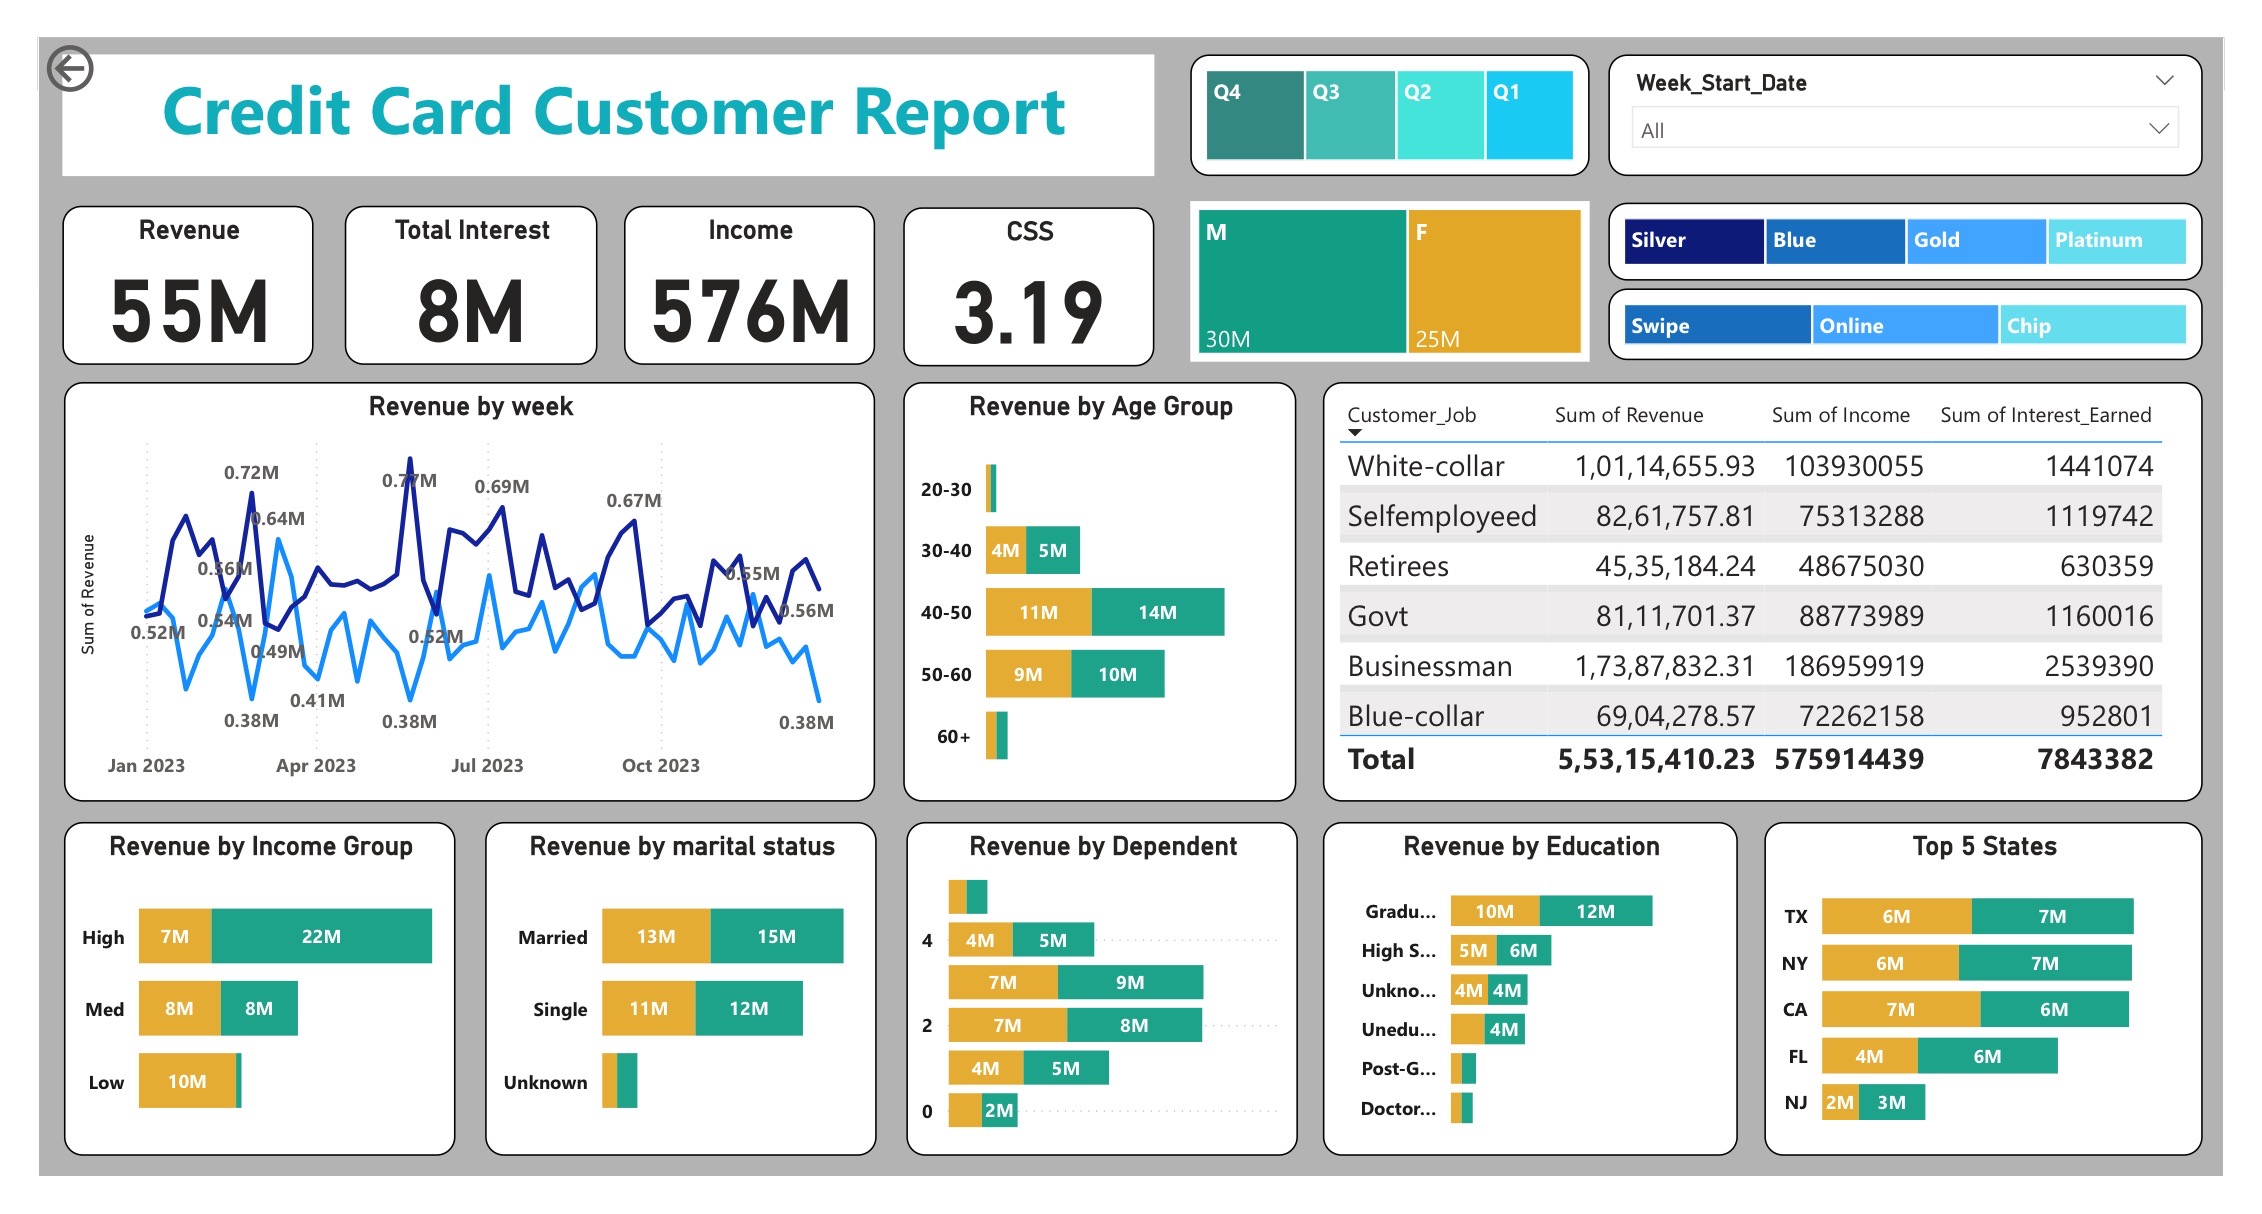 Credit Card Customer Report
Q4 Q3 Q2 Q1
Week_Start_Date
All
Revenue
55M
Total Interest
8M
Income
576M
CSS
3.19
M
30M
F
25M
Silver Blue Gold Platinum
Swipe Online Chip
Revenue by week
Sum of Revenue
0.72M
0.77M
0.69M
0.67M
0.64M
0.56M
0.55M
0.54M
0.56M
0.52M
0.52M
0.49M
0.41M
0.38M
0.38M
0.38M
Jan 2023 Apr 2023 Jul 2023 Oct 2023
Revenue by Age Group
20-30
30-40 4M 5M
40-50 11M 14M
50-60 9M 10M
60+
Customer_Job Sum of Revenue Sum of Income Sum of Interest_Earned
White-collar 1,01,14,655.93 103930055 1441074
Selfemployeed 82,61,757.81 75313288 1119742
Retirees 45,35,184.24 48675030 630359
Govt 81,11,701.37 88773989 1160016
Businessman 1,73,87,832.31 186959919 2539390
Blue-collar 69,04,278.57 72262158 952801
Total 5,53,15,410.23 575914439 7843382
Revenue by Income Group
High 7M 22M
Med 8M 8M
Low 10M
Revenue by marital status
Married 13M 15M
Single 11M 12M
Unknown
Revenue by Dependent
4 4M 5M
7M 9M
2 7M 8M
4M 5M
0 2M
Revenue by Education
Gradu... 10M 12M
High S... 5M 6M
Unkno... 4M 4M
Unedu... 4M
Post-G...
Doctor...
Top 5 States
TX 6M 7M
NY 6M 7M
CA 7M 6M
FL 4M 6M
NJ 2M 3M